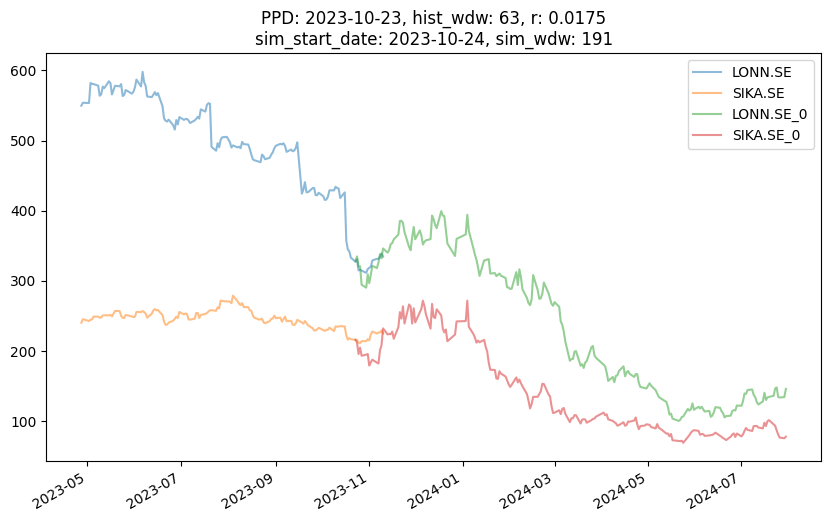 PPD: 2023-10-23, hist_wdw: 63, r: 0.0175
sim_start_date: 2023-10-24, sim_wdw: 191
LONN.SE
SIKA.SE
LONN.SE_0
SIKA.SE_0
600
500
400
300
200
100
2023-05
2023-07
2023-09
2023-11
2024-01
2024-03
2024-05
2024-07